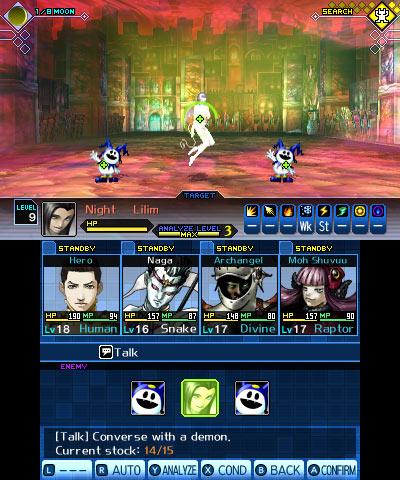 1/8 MOON
SEARCH
TARGET
LEVEL 9
Night Lilim
HP
ANALYZE LEVEL 3
MAX
Wk St
STANDBY STANDBY STANDBY STANDBY
Hero Naga Archangel Moh Shuvuu
HP 190 MP 94 HP 157 MP 87 HP 148 MP 80 HP 157 MP 90
Lv18 Human Lv16 Snake Lv17 Divine Lv17 Raptor
Talk
ENEMY
[Talk] Converse with a demon.
Current stock: 14/15
L --- R AUTO Y ANALYZE X COND B BACK A CONFIRM